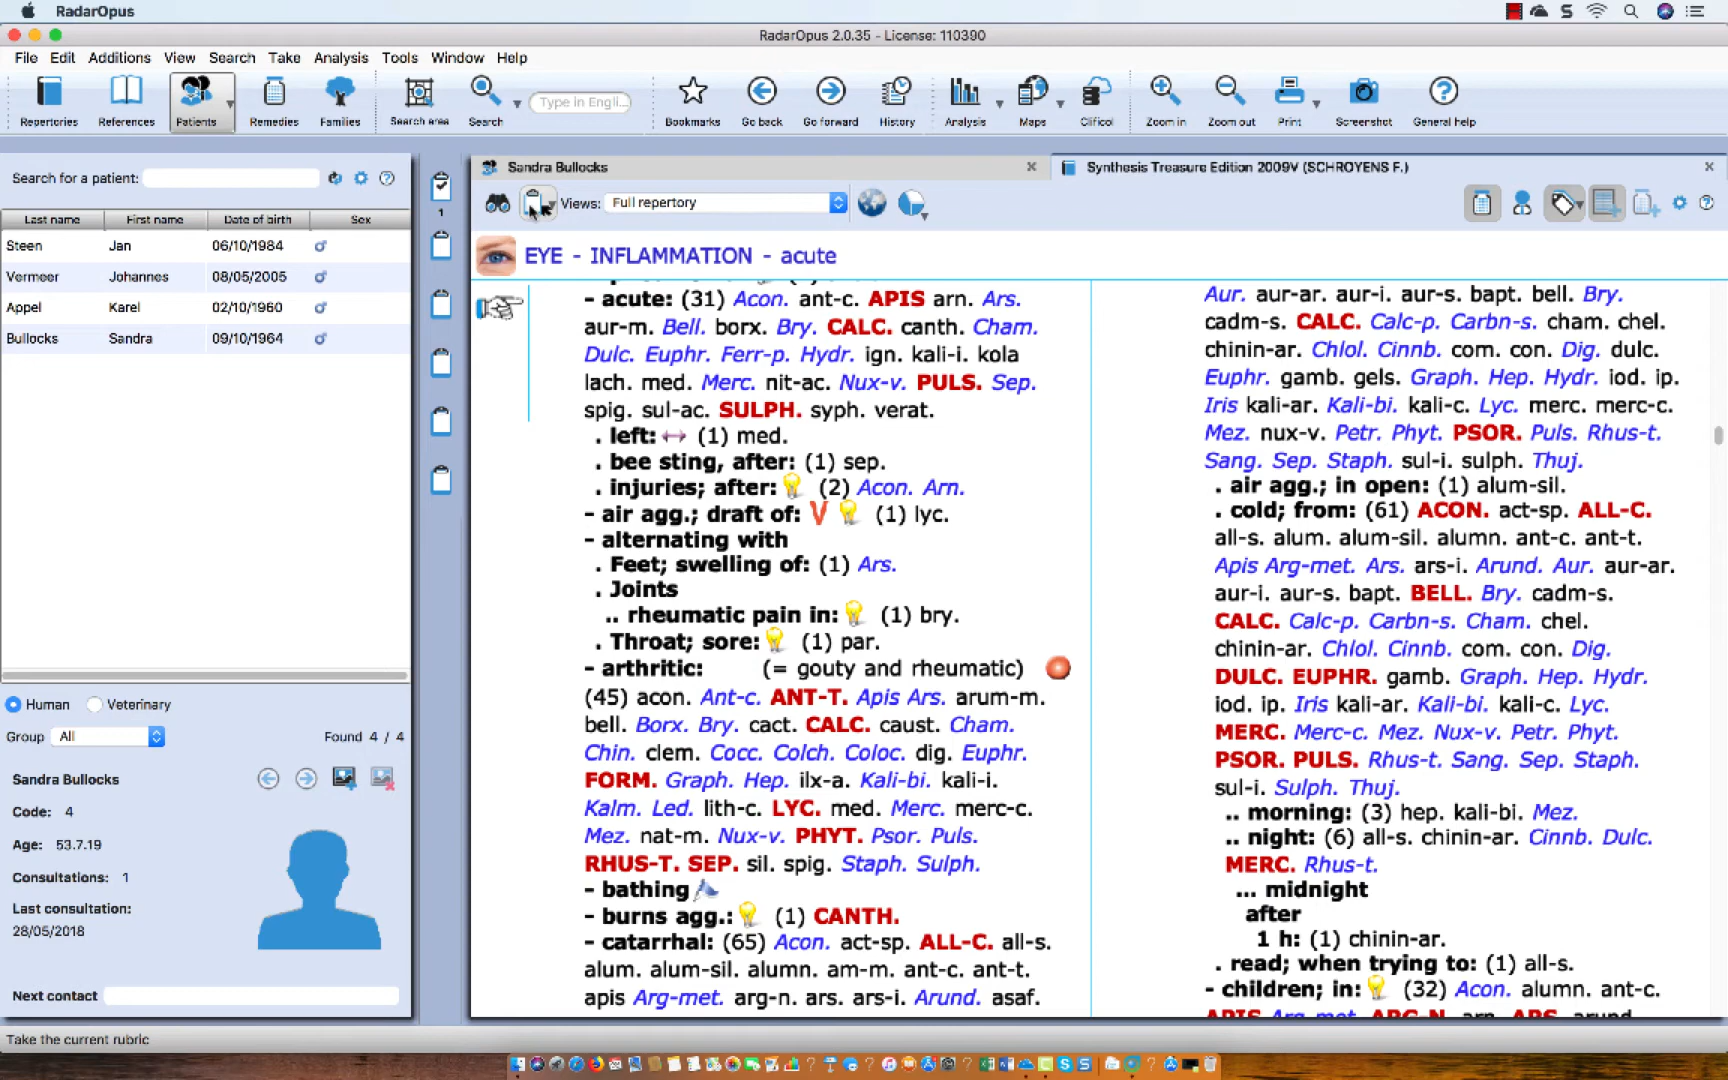 RadarOpus
RadarOpus 2.0.35 - License: 110390
File Edit Additions View Search Take Analysis Tools Window Help
Repertories References Patients Remedies Families Search area Search Type in Engli... Bookmarks Go back Go forward History Analysis Maps Clificol Zoom in Zoom out Print Screenshot General help
Search for a patient:
Last name First name Date of birth Sex
Steen Jan 06/10/1984
Vermeer Johannes 08/05/2005
Appel Karel 02/10/1960
Bullocks Sandra 09/10/1964
Human Veterinary
Group All Found 4 / 4
Sandra Bullocks
Code: 4
Age: 53.7.19
Consultations: 1
Last consultation:
28/05/2018
Next contact
Take the current rubric
1
Sandra Bullocks
Synthesis Treasure Edition 2009V (SCHROYENS F.)
Views: Full repertory
EYE - INFLAMMATION - acute
- acute: (31) Acon. ant-c. APIS arn. Ars.
aur-m. Bell. borx. Bry. CALC. canth. Cham.
Dulc. Euphr. Ferr-p. Hydr. ign. kali-i. kola
lach. med. Merc. nit-ac. Nux-v. PULS. Sep.
spig. sul-ac. SULPH. syph. verat.
. left: (1) med.
. bee sting, after: (1) sep.
. injuries; after: (2) Acon. Arn.
- air agg.; draft of: V (1) lyc.
- alternating with
. Feet; swelling of: (1) Ars.
. Joints
.. rheumatic pain in: (1) bry.
. Throat; sore: (1) par.
- arthritic: (= gouty and rheumatic)
(45) acon. Ant-c. ANT-T. Apis Ars. arum-m.
bell. Borx. Bry. cact. CALC. caust. Cham.
Chin. clem. Cocc. Colch. Coloc. dig. Euphr.
FORM. Graph. Hep. ilx-a. Kali-bi. kali-i.
Kalm. Led. lith-c. LYC. med. Merc. merc-c.
Mez. nat-m. Nux-v. PHYT. Psor. Puls.
RHUS-T. SEP. sil. spig. Staph. Sulph.
- bathing
- burns agg.: (1) CANTH.
- catarrhal: (65) Acon. act-sp. ALL-C. all-s.
alum. alum-sil. alumn. am-m. ant-c. ant-t.
apis Arg-met. arg-n. ars. ars-i. Arund. asaf.
Aur. aur-ar. aur-i. aur-s. bapt. bell. Bry.
cadm-s. CALC. Calc-p. Carbn-s. cham. chel.
chinin-ar. Chlol. Cinnb. com. con. Dig. dulc.
Euphr. gamb. gels. Graph. Hep. Hydr. iod. ip.
Iris kali-ar. Kali-bi. kali-c. Lyc. merc. merc-c.
Mez. nux-v. Petr. Phyt. PSOR. Puls. Rhus-t.
Sang. Sep. Staph. sul-i. sulph. Thuj.
. air agg.; in open: (1) alum-sil.
. cold; from: (61) ACON. act-sp. ALL-C.
all-s. alum. alum-sil. alumn. ant-c. ant-t.
Apis Arg-met. Ars. ars-i. Arund. Aur. aur-ar.
aur-i. aur-s. bapt. BELL. Bry. cadm-s.
CALC. Calc-p. Carbn-s. Cham. chel.
chinin-ar. Chlol. Cinnb. com. con. Dig.
DULC. EUPHR. gamb. Graph. Hep. Hydr.
iod. ip. Iris kali-ar. Kali-bi. kali-c. Lyc.
MERC. Merc-c. Mez. Nux-v. Petr. Phyt.
PSOR. PULS. Rhus-t. Sang. Sep. Staph.
sul-i. Sulph. Thuj.
.. morning: (3) hep. kali-bi. Mez.
.. night: (6) all-s. chinin-ar. Cinnb. Dulc.
MERC. Rhus-t.
... midnight
after
1 h: (1) chinin-ar.
. read; when trying to: (1) all-s.
- children; in: (32) Acon. alumn. ant-c.
APIS Arg-met. ARG-N. arn. ARS. arund.